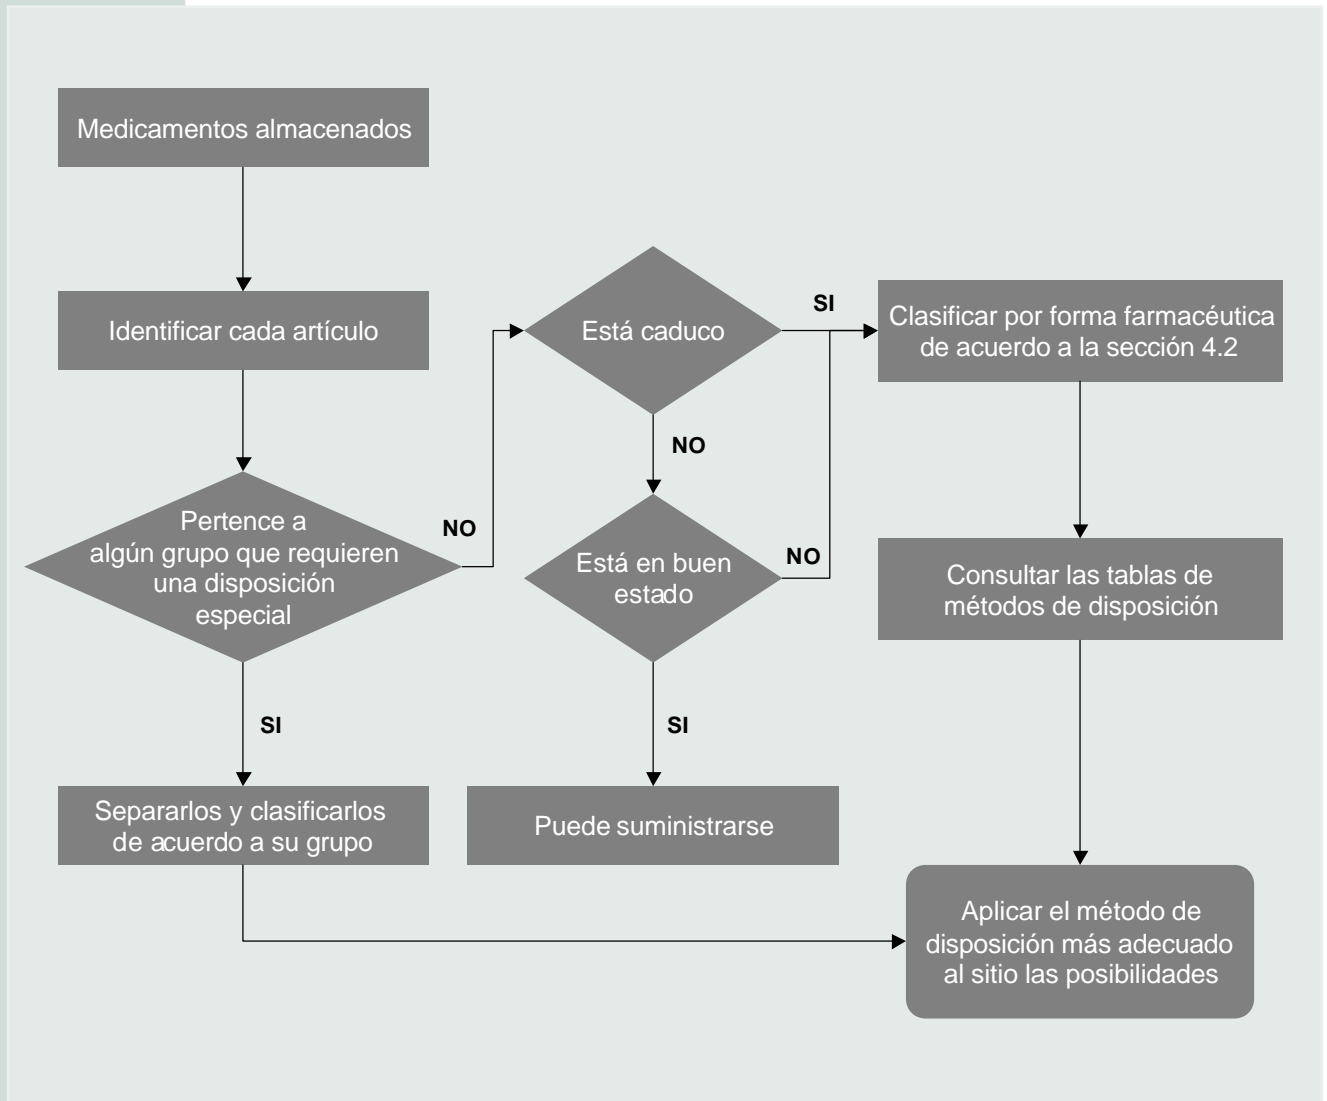 Medicamentos almacenados
Identificar cada artículo
Pertence a
algún grupo que requieren
una disposición
especial
NO
SI
Separarlos y clasificarlos
de acuerdo a su grupo
Está caduco
SI
NO
Está en buen
estado
NO
SI
Puede suministrarse
Clasificar por forma farmacéutica
de acuerdo a la sección 4.2
Consultar las tablas de
métodos de disposición
Aplicar el método de
disposición más adecuado
al sitio las posibilidades